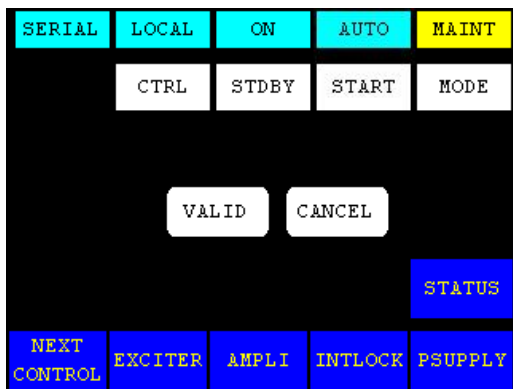 SERIAL LOCAL ON AUTO MAINT
CTRL STDBY START MODE
VALID CANCEL
STATUS
NEXT
CONTROL EXCITER AMPLI INTLOCK PSUPPLY